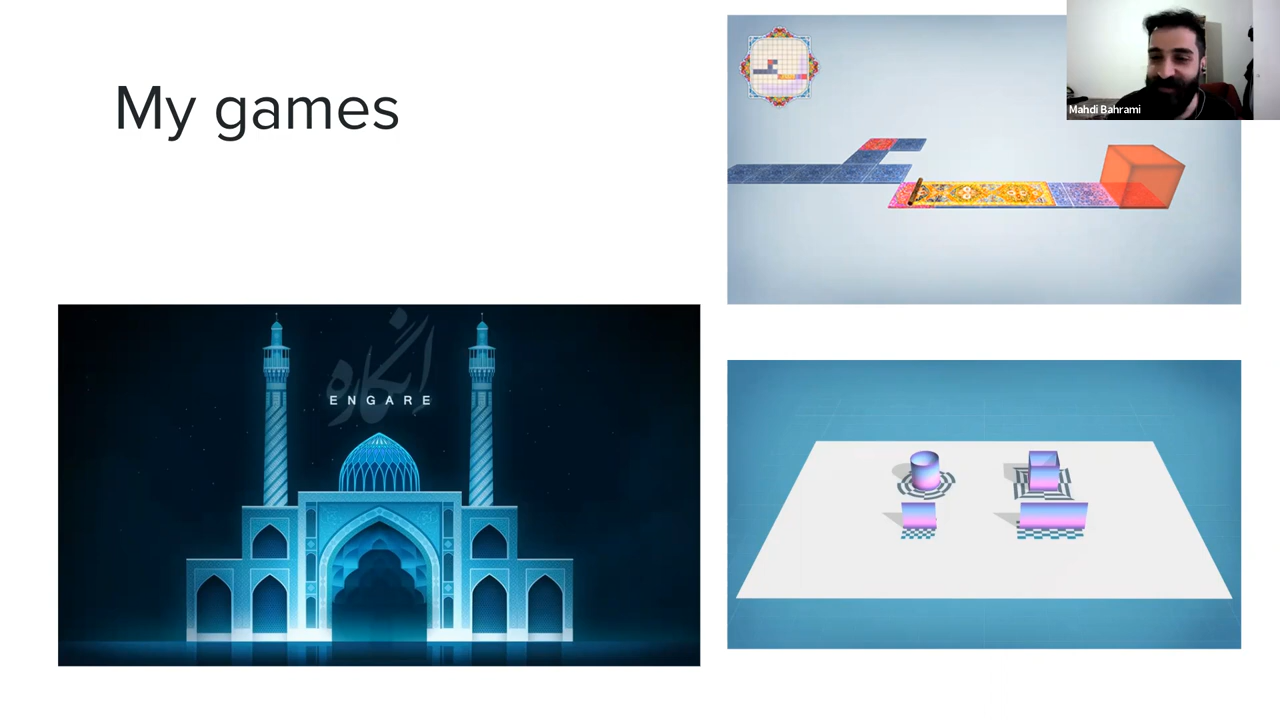 My games
Mahdi Bahrami
انگاره
ENGARE